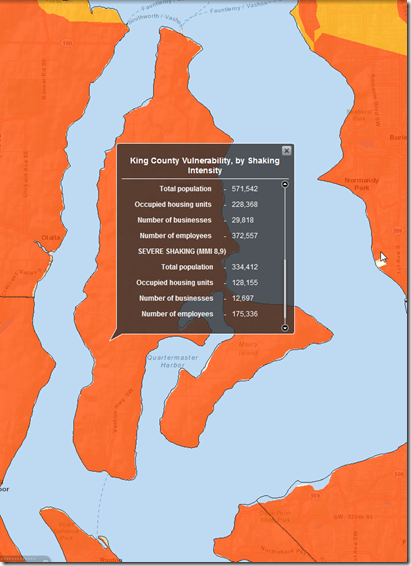 Fauntleroy / Vashon
Southworth / Vashon
King County Vulnerability, by Shaking
Intensity
Total population - 571,542
Occupied housing units - 228,368
Number of businesses - 29,818
Number of employees - 372,557
SEVERE SHAKING (MMI 8,9)
Total population - 334,412
Occupied housing units - 128,155
Number of businesses - 12,697
Number of employees - 175,336
Normandy
Park
Olalla
Quartermaster
Harbor
Maury
Island